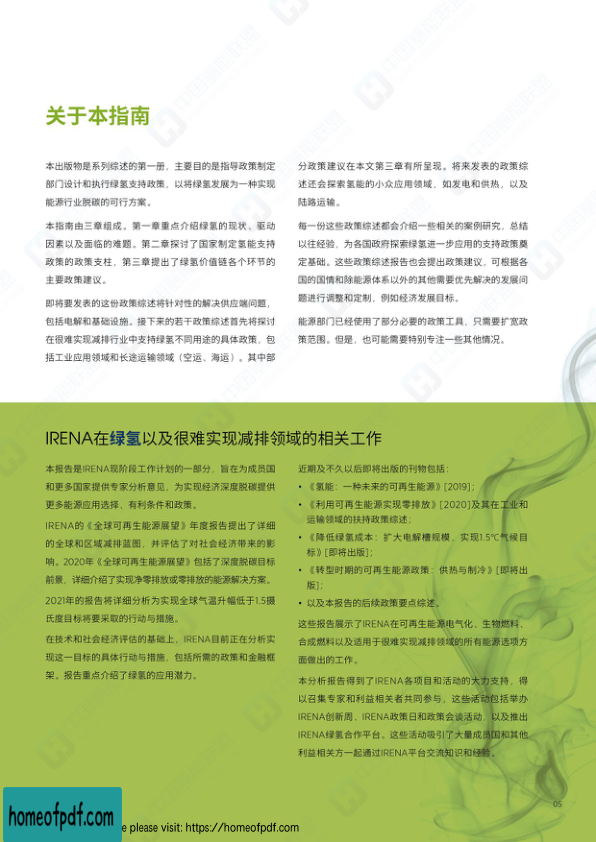 关于本指南
本出版物是系列综述的第一册，主要目的是指导政策制定
部门设计和执行绿氢支持政策，以将绿氢发展为一种实现
能源行业脱碳的可行方案。
本指南由三章组成。第一章重点介绍绿氢的现状、驱动
因素以及面临的难题。第二章探讨了国家制定氢能支持
政策的政策支柱，第三章提出了绿氢价值链各个环节的
主要政策建议。
即将要发表的这份政策综述将针对性的解决供应端问题，
包括电解和基础设施。接下来的若干政策综述首先将探讨
在很难实现减排行业中支持绿氢不同用途的具体政策，包
括工业应用领域和长途运输领域（空运、海运）。其中部
分政策建议在本文第三章有所呈现。将来发表的政策综
述还会探索氢能的小众应用领域，如发电和供热，以及
陆路运输。
每一份这些政策综述都会介绍一些相关的案例研究，总结
以往经验，为各国政府探索绿氢进一步应用的支持政策奠
定基础。这些政策综述报告也会提出政策建议，可根据各
国的国情和除能源体系以外的其他需要优先解决的发展问
题进行调整和定制，例如经济发展目标。
能源部门已经使用了部分必要的政策工具，只需要扩宽政
策范围。但是，也可能需要特别专注一些其他情况。
IRENA在绿氢以及很难实现减排领域的相关工作
本报告是IRENA现阶段工作计划的一部分，旨在为成员国
和更多国家提供专家分析意见，为实现经济深度脱碳提供
更多能源应用选择，有利条件和政策。
IRENA的《全球可再生能源展望》年度报告提出了详细
的全球和区域减排蓝图，并评估了对社会经济带来的影
响。2020年《全球可再生能源展望》包括了深度脱碳目标
前景，详细介绍了实现净零排放或零排放的能源解决方案。
2021年的报告将详细分析为实现全球气温升幅低于1.5摄
氏度目标将要采取的行动与措施。
在技术和社会经济评估的基础上，IRENA目前正在分析实
现这一目标的具体行动与措施，包括所需的政策和金融框
架。报告重点介绍了绿氢的应用潜力。
近期及不久以后即将出版的刊物包括：
• 《氢能：一种未来的可再生能源》[2019]；
• 《利用可再生能源实现零排放》[2020]及其在工业和
运输领域的扶持政策综述；
• 《降低绿氢成本：扩大电解槽规模，实现1.5℃气候目
标》[即将出版]；
• 《转型时期的可再生能源政策：供热与制冷》[即将出
版]；
• 以及本报告的后续政策要点综述。
这些报告展示了IRENA在可再生能源电气化、生物燃料、
合成燃料以及适用于很难实现减排领域的所有能源选项方
面做出的工作。
本分析报告得到了IRENA各项目和活动的大力支持，得
以召集专家和利益相关者共同参与，这些活动包括举办
IRENA创新周、IRENA政策日和政策会谈活动，以及推出
IRENA绿氢合作平台。这些活动吸引了大量成员国和其他
利益相关方一起通过IRENA平台交流知识和经验。
05
homeofpdf.com
e please visit: https://homeofpdf.com